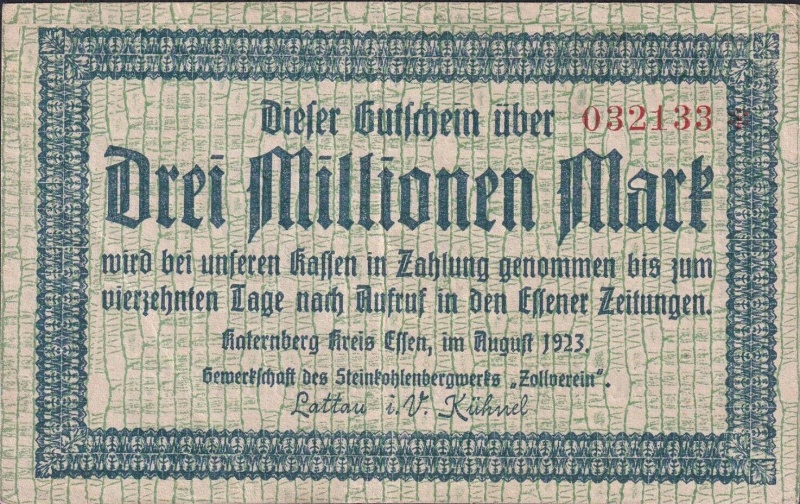 Dieser Gutschein über 032133 *
Drei Millionen Mark
wird bei unseren Kassen in Zahlung genommen bis zum
vierzehnten Tage nach Aufruf in den Essener Zeitungen.
Katernberg Kreis Essen, im August 1923.
Gewerkschaft des Steinkohlenbergwerks „Zollverein".
Lattau i. V. Kühnel